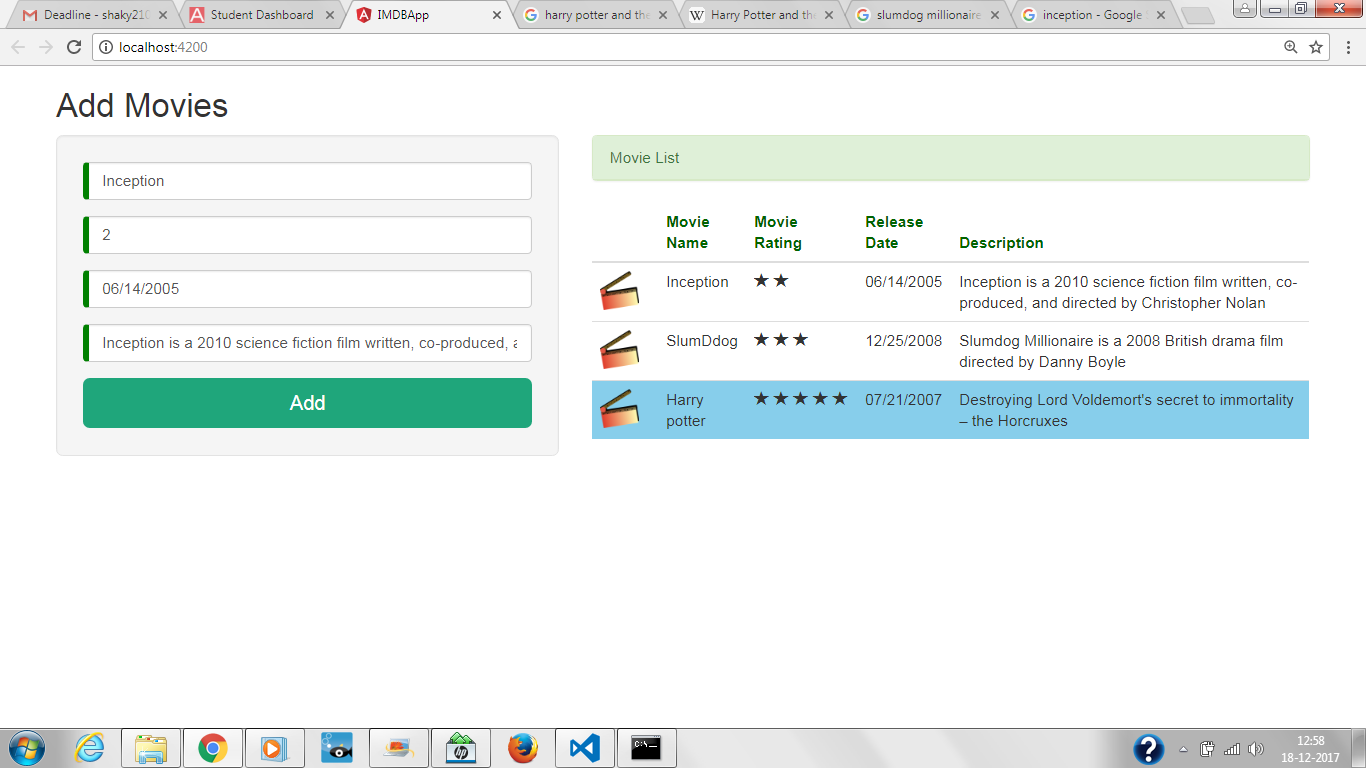 Deadline - shaky210
Student Dashboard
IMDBApp
harry potter and the
Harry Potter and the
slumdog millionaire
inception - Google
localhost:4200
Add Movies
Inception
2
06/14/2005
Inception is a 2010 science fiction film written, co-produced, a
Add
Movie List
Movie Name
Movie Rating
Release Date
Description
Inception
★ ★
06/14/2005
Inception is a 2010 science fiction film written, co-
produced, and directed by Christopher Nolan
SlumDdog
★ ★ ★
12/25/2008
Slumdog Millionaire is a 2008 British drama film
directed by Danny Boyle
Harry
potter
★ ★ ★ ★ ★
07/21/2007
Destroying Lord Voldemort's secret to immortality
– the Horcruxes
hp
C:\_
?
12:58
18-12-2017